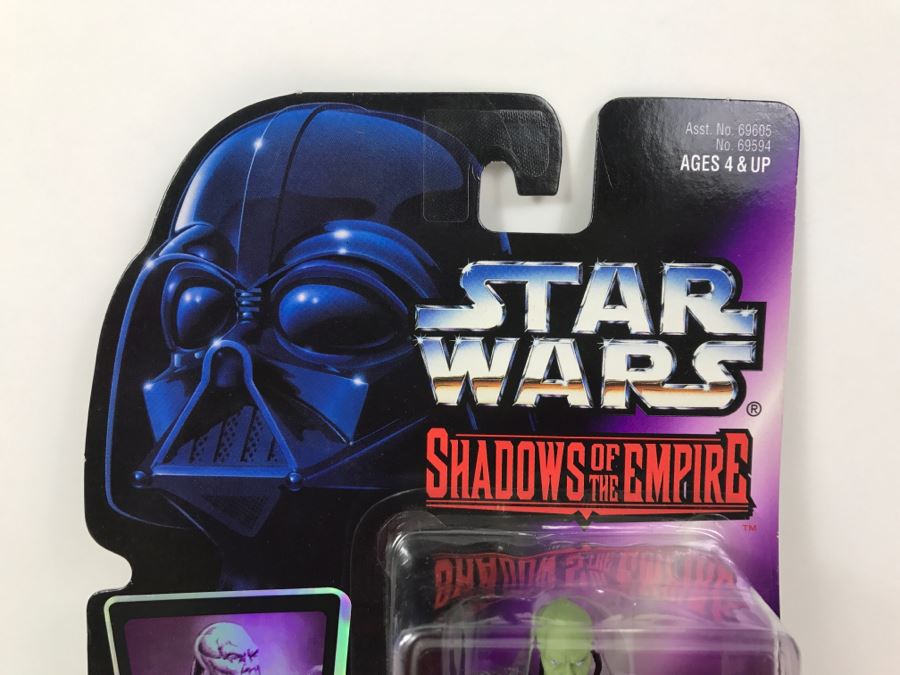 Asst. No. 69605
No. 69594
AGES 4 & UP
STAR
WARS
®
SHADOWS OF THE EMPIRE
™